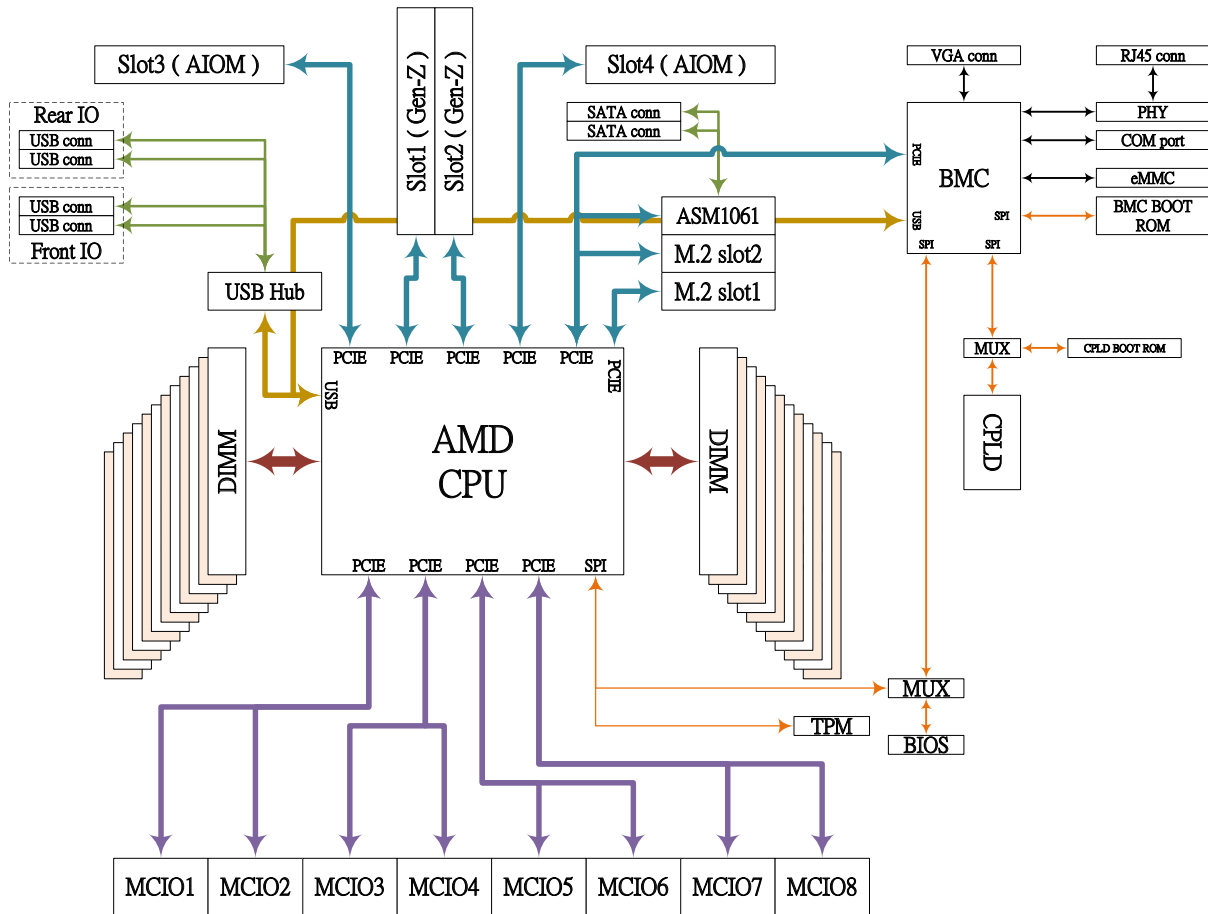 Slot3 ( AIOM )
Slot1 ( Gen-Z )
Slot2 ( Gen-Z )
Slot4 ( AIOM )
VGA conn
RJ45 conn
Rear IO
USB conn
USB conn
USB conn
USB conn
Front IO
USB Hub
SATA conn
SATA conn
ASM1061
M.2 slot2
M.2 slot1
PCIE
BMC
USB
SPI
SPI
SPI
PHY
COM port
eMMC
BMC BOOT
ROM
MUX
CPLD BOOT ROM
CPLD
PCIE
PCIE
PCIE
PCIE
PCIE
PCIE
USB
DIMM
AMD
CPU
DIMM
PCIE
PCIE
PCIE
PCIE
SPI
MUX
TPM
BIOS
MCIO1
MCIO2
MCIO3
MCIO4
MCIO5
MCIO6
MCIO7
MCIO8